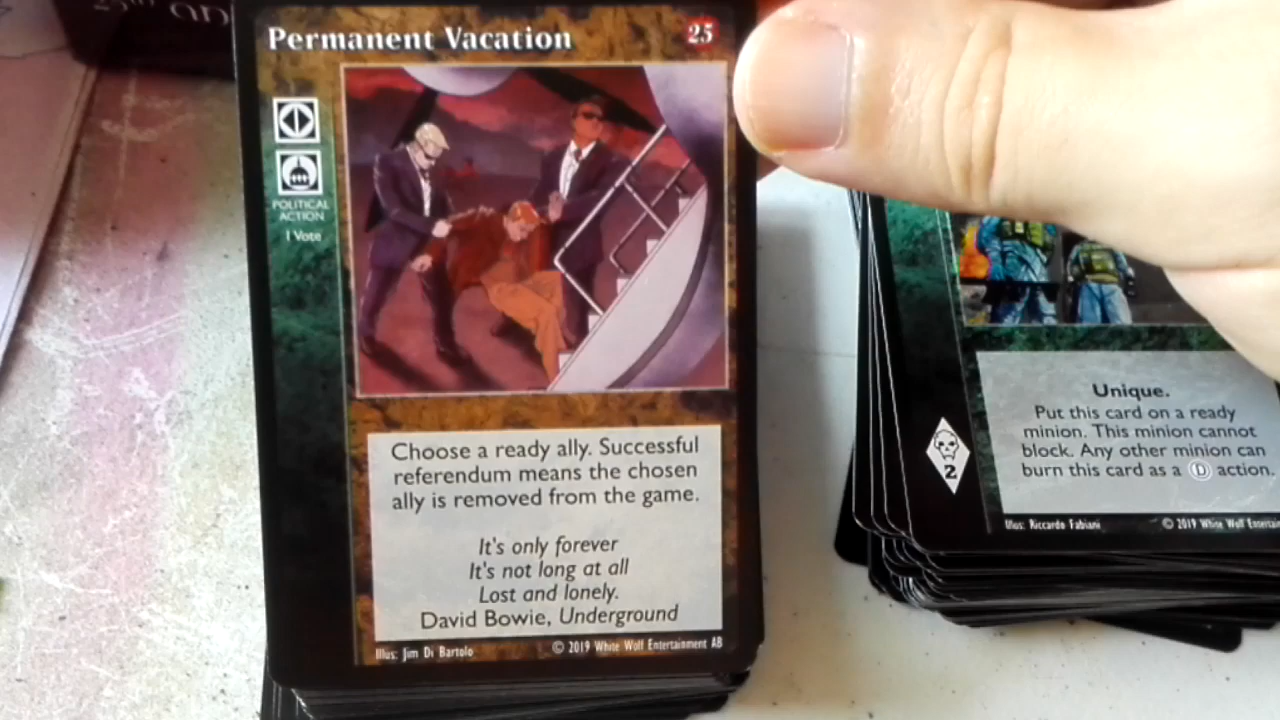 25th AN
Permanent Vacation
25
POLITICAL
ACTION
1 Vote
Choose a ready ally. Successful
referendum means the chosen
ally is removed from the game.
It's only forever
It's not long at all
Lost and lonely.
David Bowie, Underground
Illus: Jim Di Bartolo
© 2019 White Wolf Entertainment AB
Unique.
Put this card on a ready
minion. This minion cannot
block. Any other minion can
burn this card as a Ⓓ action.
2
Illus: Riccardo Fabiani
© 2019 White Wolf